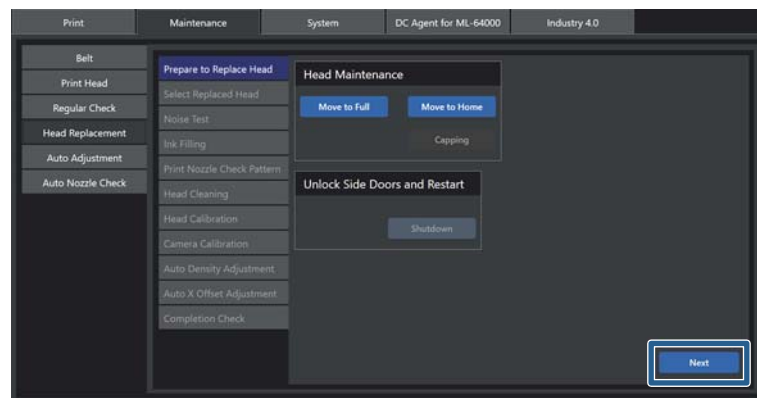 Print
Maintenance
System
DC Agent for ML-64000
Industry 4.0
Belt
Print Head
Regular Check
Head Replacement
Auto Adjustment
Auto Nozzle Check
Prepare to Replace Head
Select Replaced Head
Noise Test
Ink Filling
Print Nozzle Check Pattern
Head Cleaning
Head Calibration
Camera Calibration
Auto Density Adjustment
Auto X Offset Adjustment
Completion Check
Head Maintenance
Move to Full
Move to Home
Capping
Unlock Side Doors and Restart
Shutdown
Next